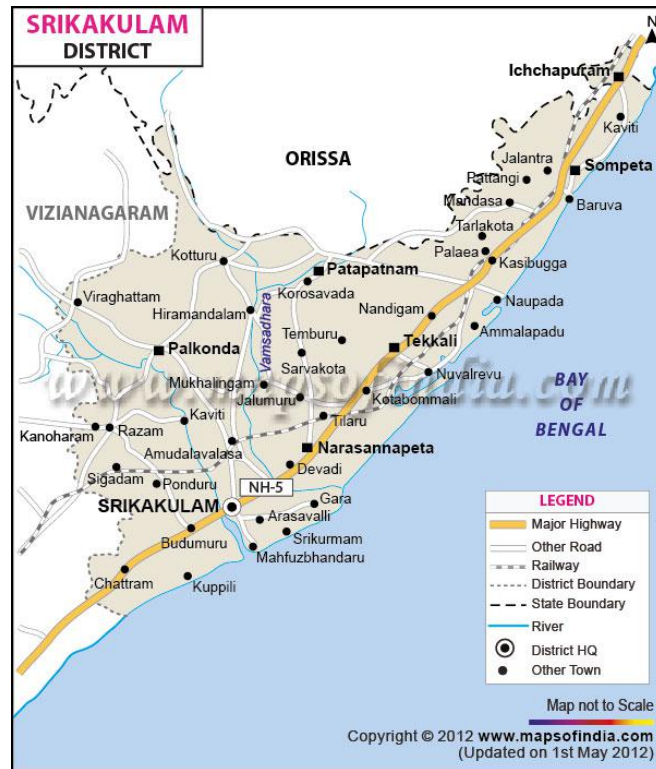 SRIKAKULAM
DISTRICT
N
Ichchapuram
Kaviti
ORISSA
Jalantra
Pattangi
Sompeta
Mandasa
Baruva
VIZIANAGARAM
Tarlakota
Palaea
Kotturu
Kasibugga
Patapatnam
Korosavada
Naupada
Viraghattam
Hiramandalam
Vamsadhara
Nandigam
Temburu
Ammalapadu
Palkonda
Tekkali
Sarvakota
Mukhalingam
Nuvalrevu
www.mapsofindia.com
Jalumuru
Kotabommali
BAY
OF
BENGAL
Kaviti
Tilaru
Kanoharam
Razam
Amudalavalasa
Narasannapeta
Sigadam
Devadi
Ponduru
NH-5
SRIKAKULAM
Gara
Arasavalli
Budumuru
Srikurmam
Mahfuzbhandaru
Chattram
Kuppili
LEGEND
Major Highway
Other Road
Railway
District Boundary
State Boundary
River
District HQ
Other Town
Map not to Scale
Copyright © 2012 www.mapsofindia.com
(Updated on 1st May 2012)